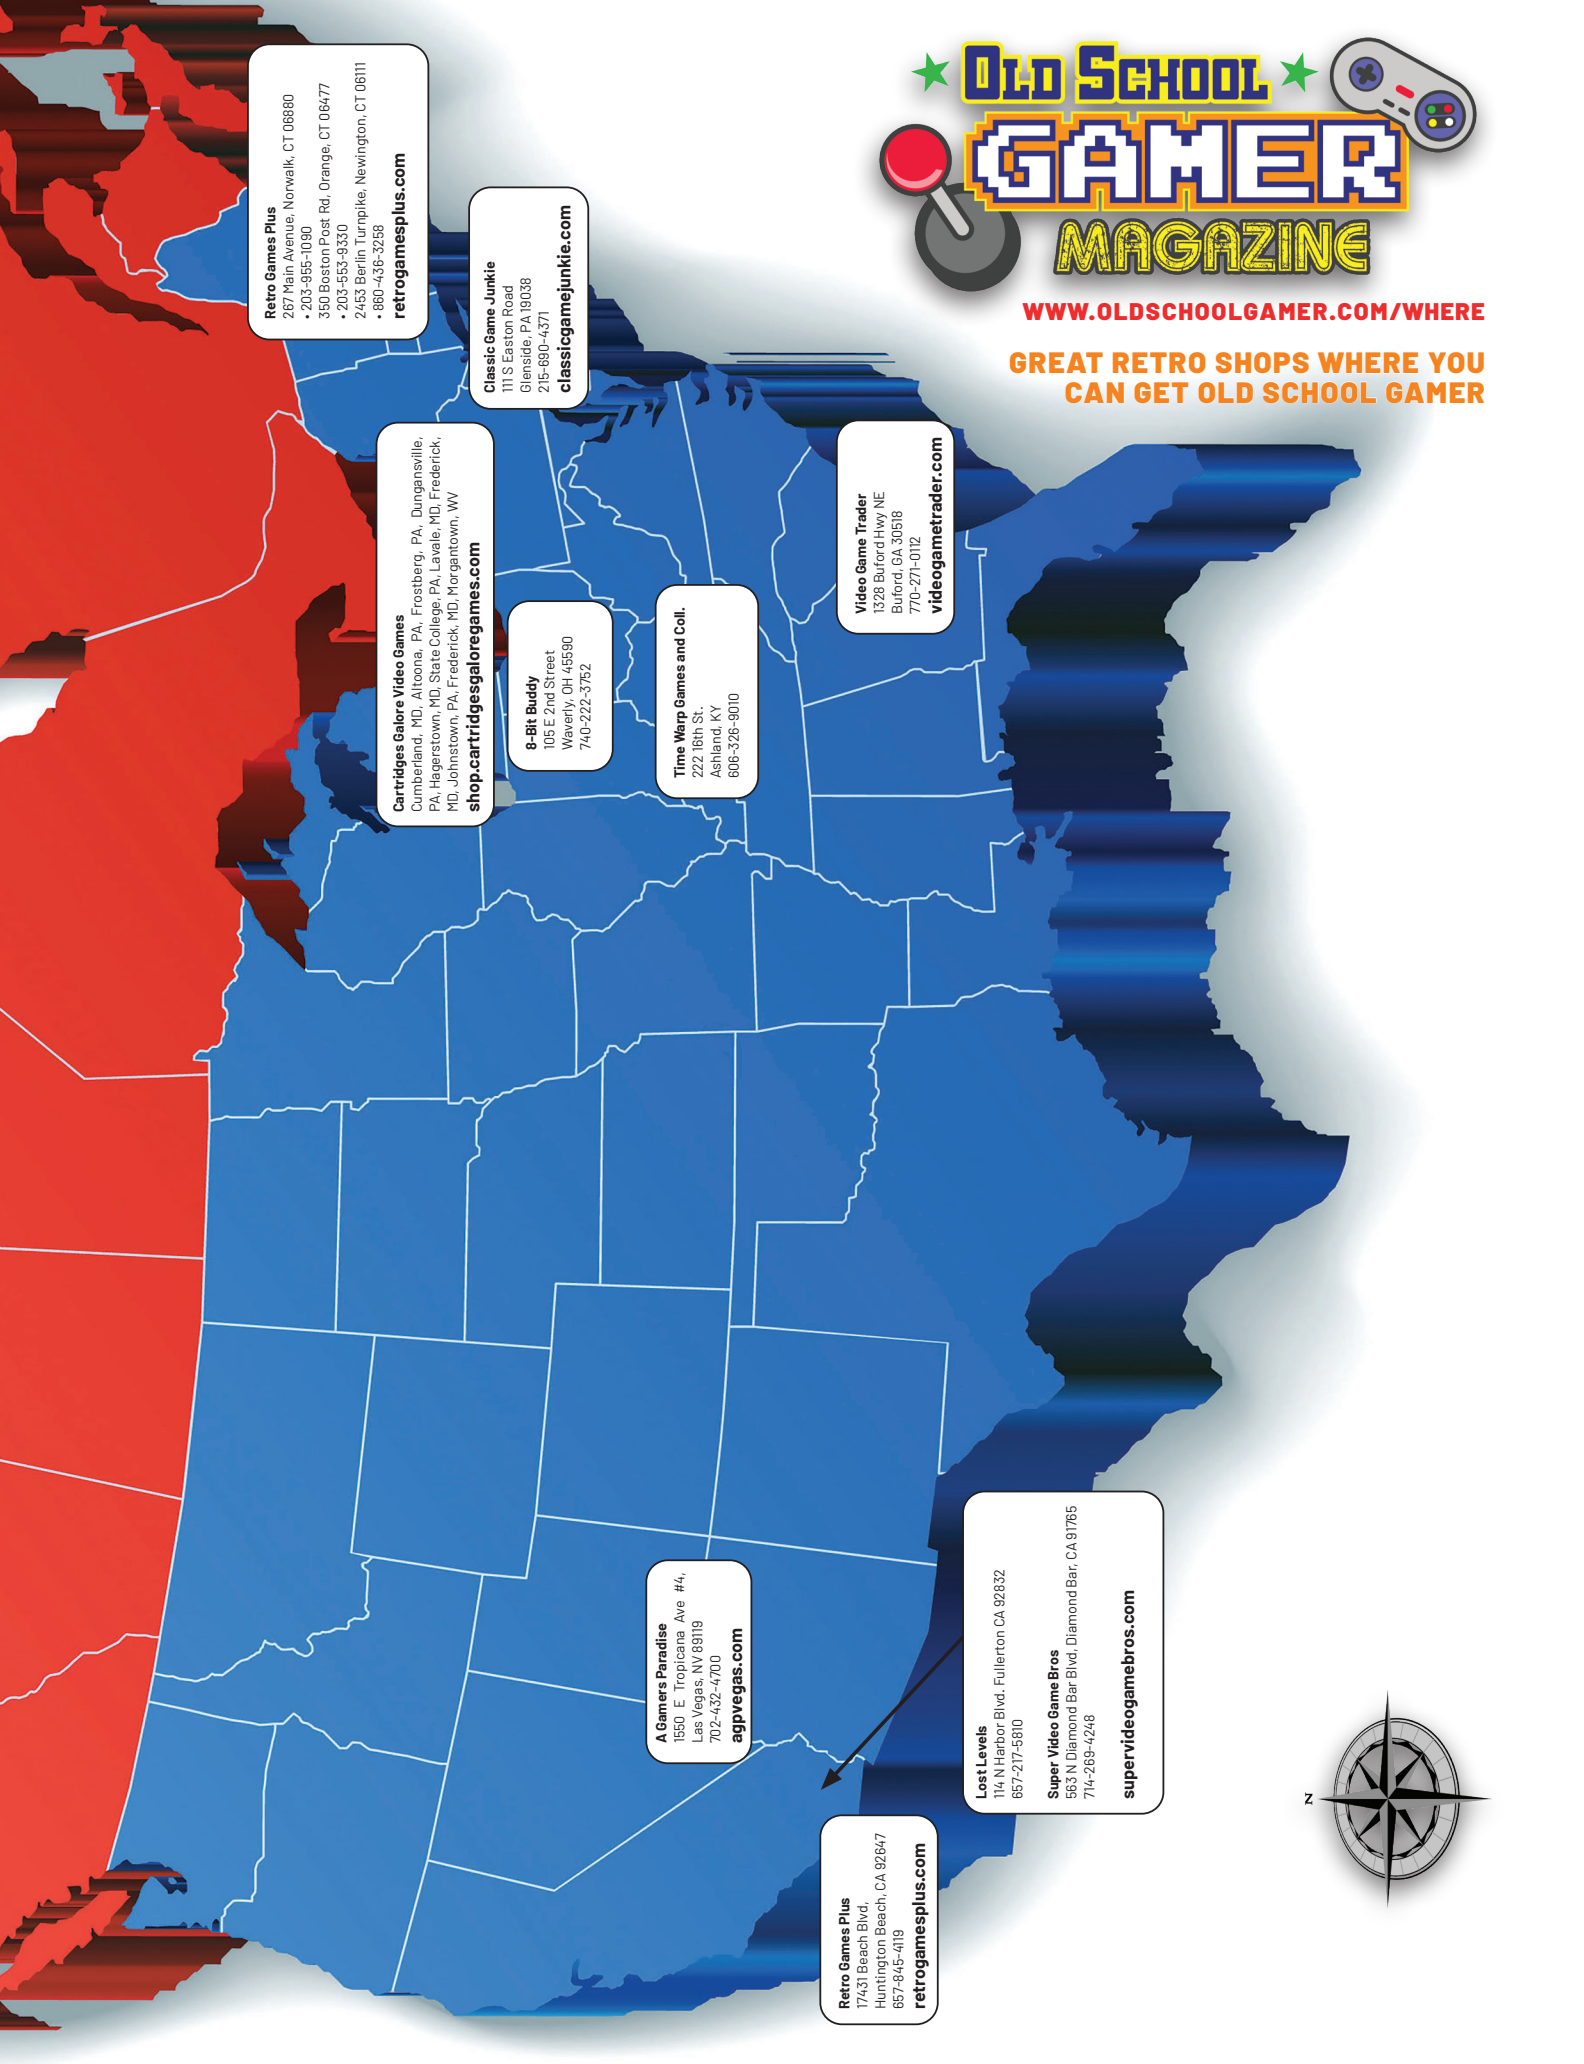 OLD SCHOOL
GAMER
MAGAZINE
WWW.OLDSCHOOLGAMER.COM/WHERE
GREAT RETRO SHOPS WHERE YOU
CAN GET OLD SCHOOL GAMER
Retro Games Plus
267 Main Avenue, Norwalk, CT 06880
• 203-955-1090
350 Boston Post Rd, Orange, CT 06477
• 203-553-9330
2453 Berlin Turnpike, Newington, CT 06111
• 860-436-3258
retrogamesplus.com
Classic Game Junkie
111 S Easton Road
Glenside, PA 19038
215-690-4371
classicgamejunkie.com
Cartridges Galore Video Games
Cumberland, MD, Altoona, PA, Frostberg, PA, Dungansville,
PA, Hagerstown, MD, State College, PA, Lavale, MD, Frederick,
MD, Johnstown, PA, Frederick, MD, Morgantown, WV
shop.cartridgesgaloregames.com
8-Bit Buddy
105 E 2nd Street
Waverly, OH 45590
740-222-3752
Time Warp Games and Coll.
222 16th St.
Ashland, KY
606-326-9010
Video Game Trader
1328 Buford Hwy NE
Buford, GA 30518
770-271-0112
videogametrader.com
A Gamers Paradise
1550 E Tropicana Ave #4,
Las Vegas, NV 89119
702-432-4700
agpvegas.com
Lost Levels
114 N Harbor Blvd. Fullerton CA 92832
657-217-5810
Super Video Game Bros
563 N Diamond Bar Blvd, Diamond Bar, CA 91765
714-269-4248
supervideogamebros.com
Retro Games Plus
17431 Beach Blvd,
Huntington Beach, CA 92647
657-845-4119
retrogamesplus.com
N